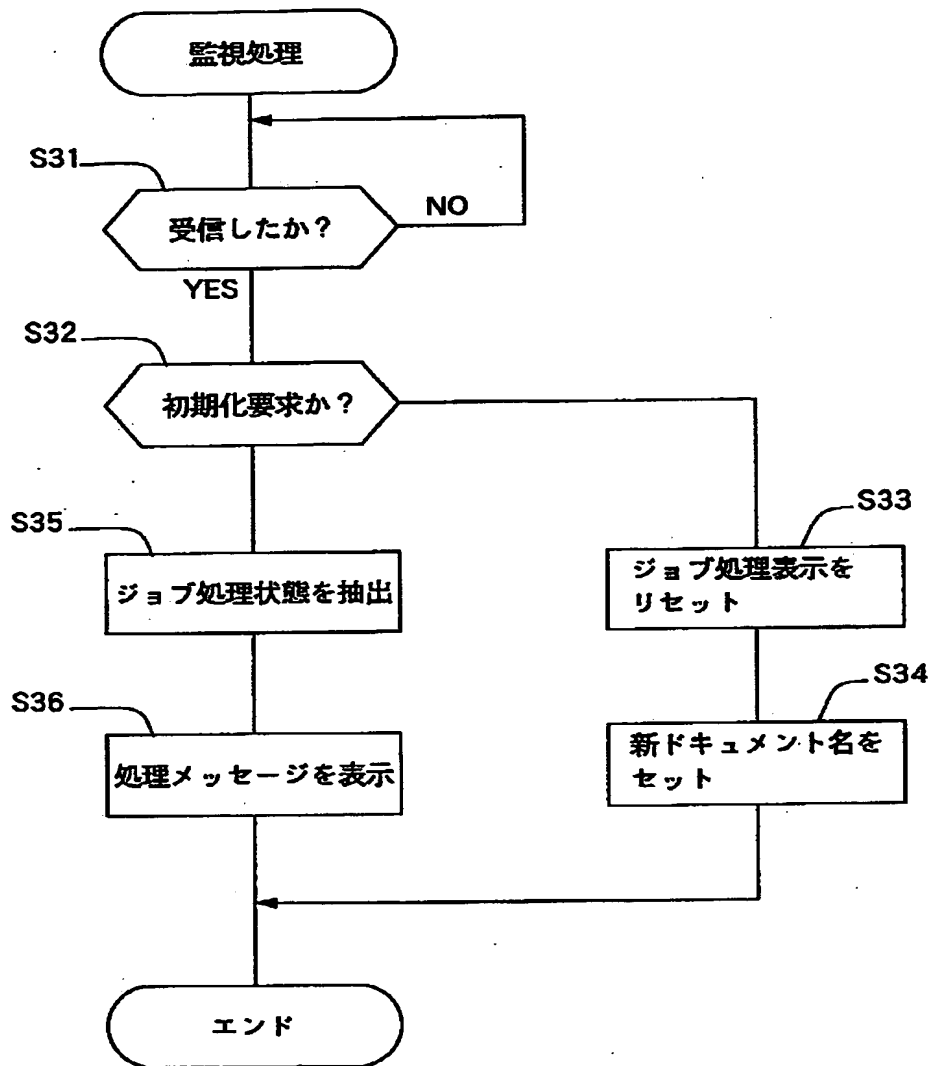 監視処理
S31
受信したか?
NO
YES
S32
初期化要求か?
S35
ジョブ処理状態を抽出
S33
ジョブ処理表示を
リセット
S36
処理メッセージを表示
S34
新ドキュメント名を
セット
エンド